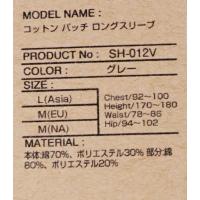 MODEL NAME :
コットン パッチ ロングスリーブ
PRODUCT No : SH-012V
COLOR : グレー
SIZE :
L(Asia)
M(EU)
M(NA)
Chest/92~100
Height/170~180
Waist/78~86
Hip/94~102
MATERIAL :
本体:綿70%、ポリエステル30% 部分:綿
80%、ポリエステル20%